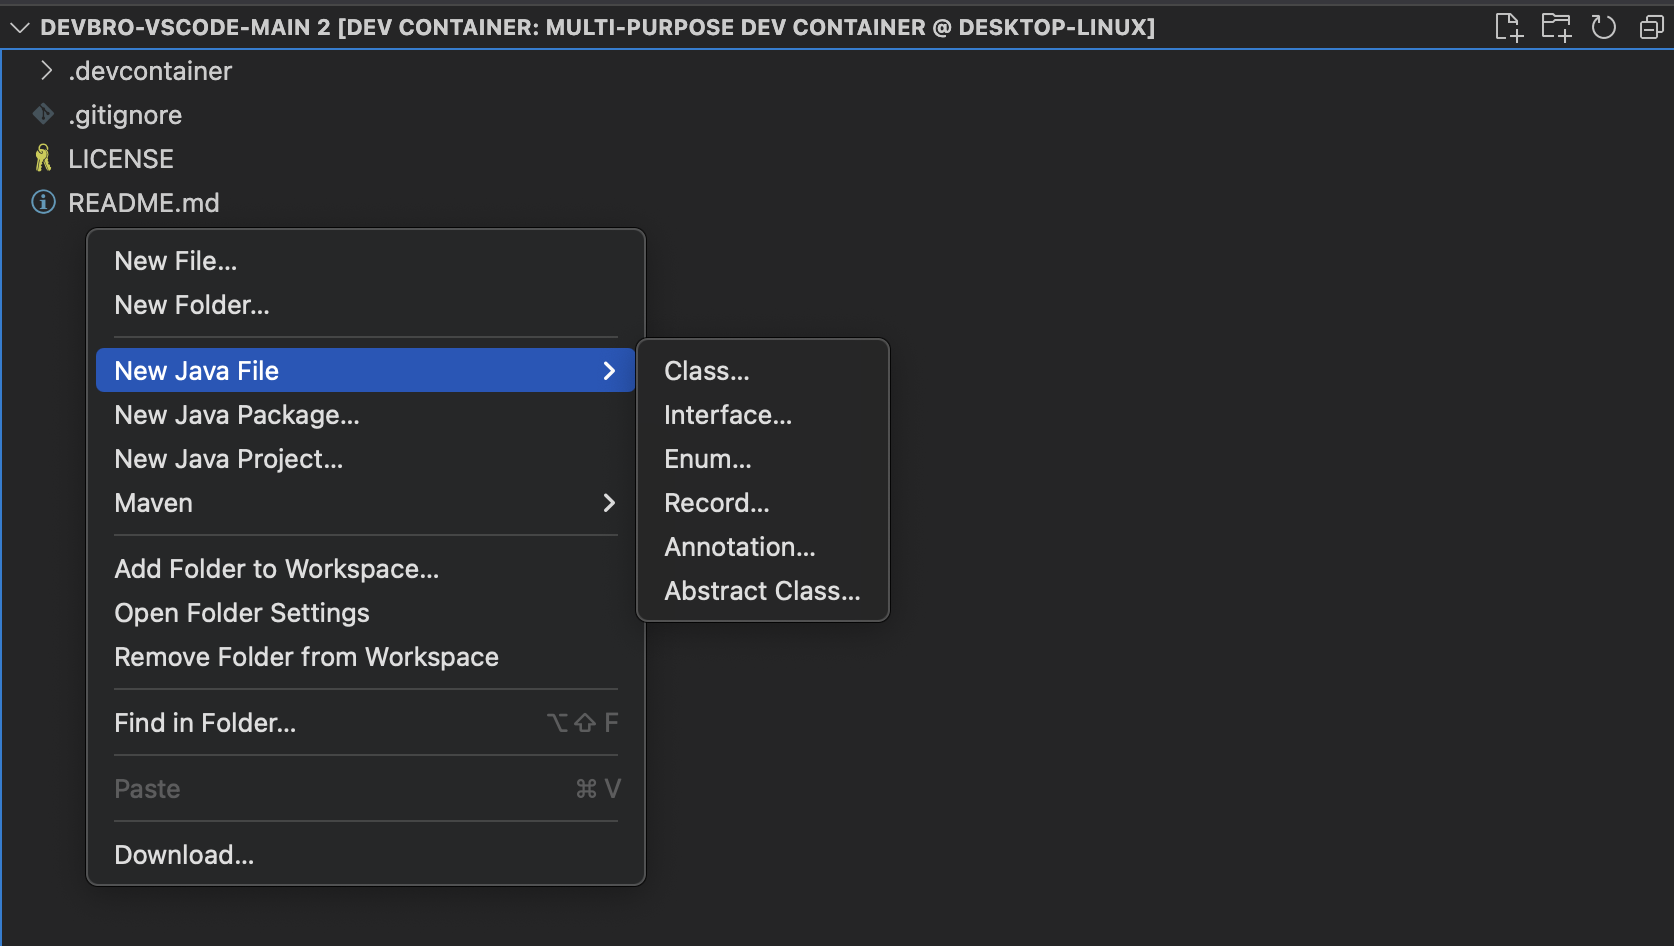 DEVBRO-VSCODE-MAIN 2 [DEV CONTAINER: MULTI-PURPOSE DEV CONTAINER @ DESKTOP-LINUX]
.devcontainer
.gitignore
LICENSE
README.md
New File...
New Folder...
New Java File
New Java Package...
New Java Project...
Maven
Add Folder to Workspace...
Open Folder Settings
Remove Folder from Workspace
Find in Folder... ⌥⇧ F
Paste ⌘ V
Download...
Class...
Interface...
Enum...
Record...
Annotation...
Abstract Class...